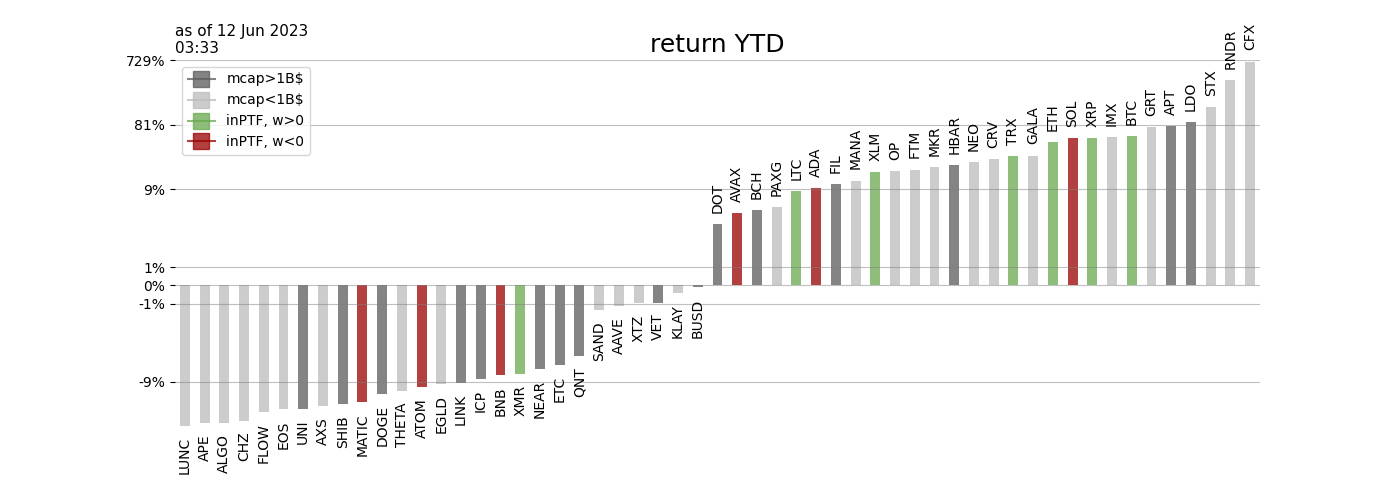 as of 12 Jun 2023
03:33
return YTD
729%
81%
9%
1%
0%
-1%
-9%
mcap>1B$
mcap<1B$
inPTF, w>0
inPTF, w<0
LUNC
APE
ALGO
CHZ
FLOW
EOS
UNI
AXS
SHIB
MATIC
DOGE
THETA
ATOM
EGLD
LINK
ICP
BNB
XMR
NEAR
ETC
QNT
SAND
AAVE
XTZ
VET
KLAY
BUSD
DOT
AVAX
BCH
PAXG
LTC
ADA
FIL
MANA
XLM
OP
FTM
MKR
HBAR
NEO
CRV
TRX
GALA
ETH
SOL
XRP
IMX
BTC
GRT
APT
LDO
STX
RNDR
CFX